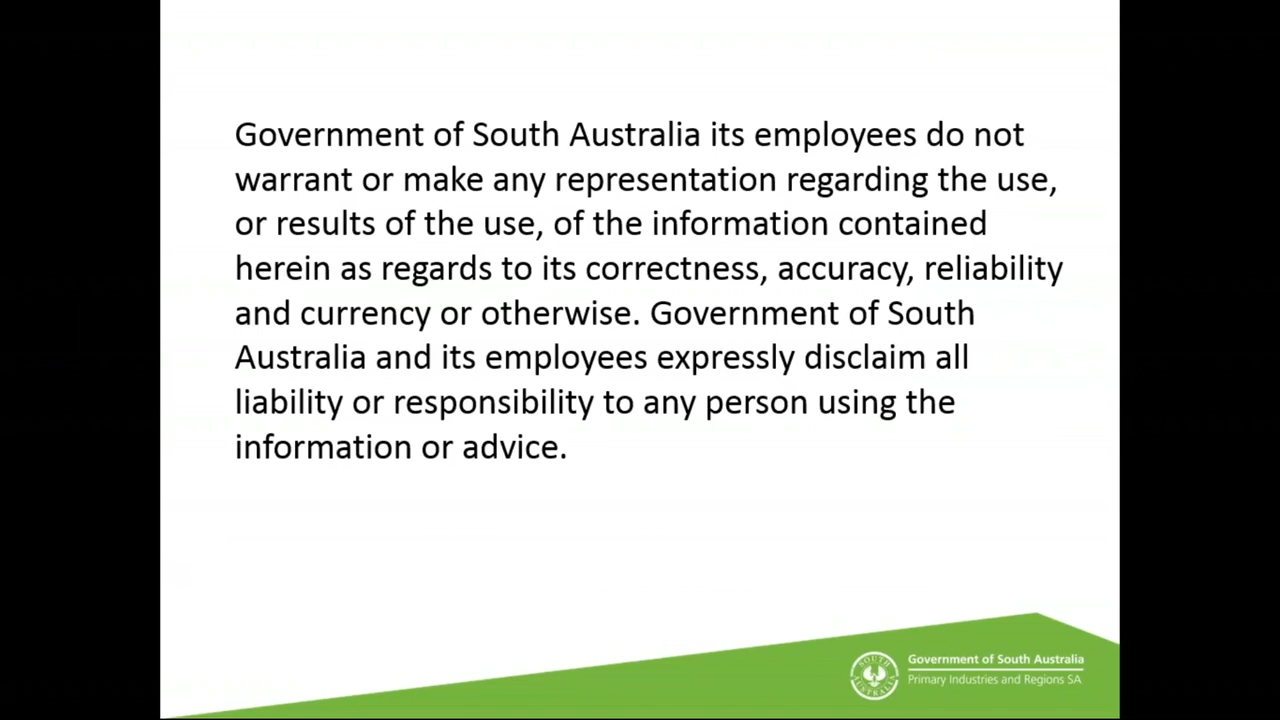 Government of South Australia its employees do not
warrant or make any representation regarding the use,
or results of the use, of the information contained
herein as regards to its correctness, accuracy, reliability
and currency or otherwise. Government of South
Australia and its employees expressly disclaim all
liability or responsibility to any person using the
information or advice.
SOUTH AUSTRALIA
Government of South Australia
Primary Industries and Regions SA